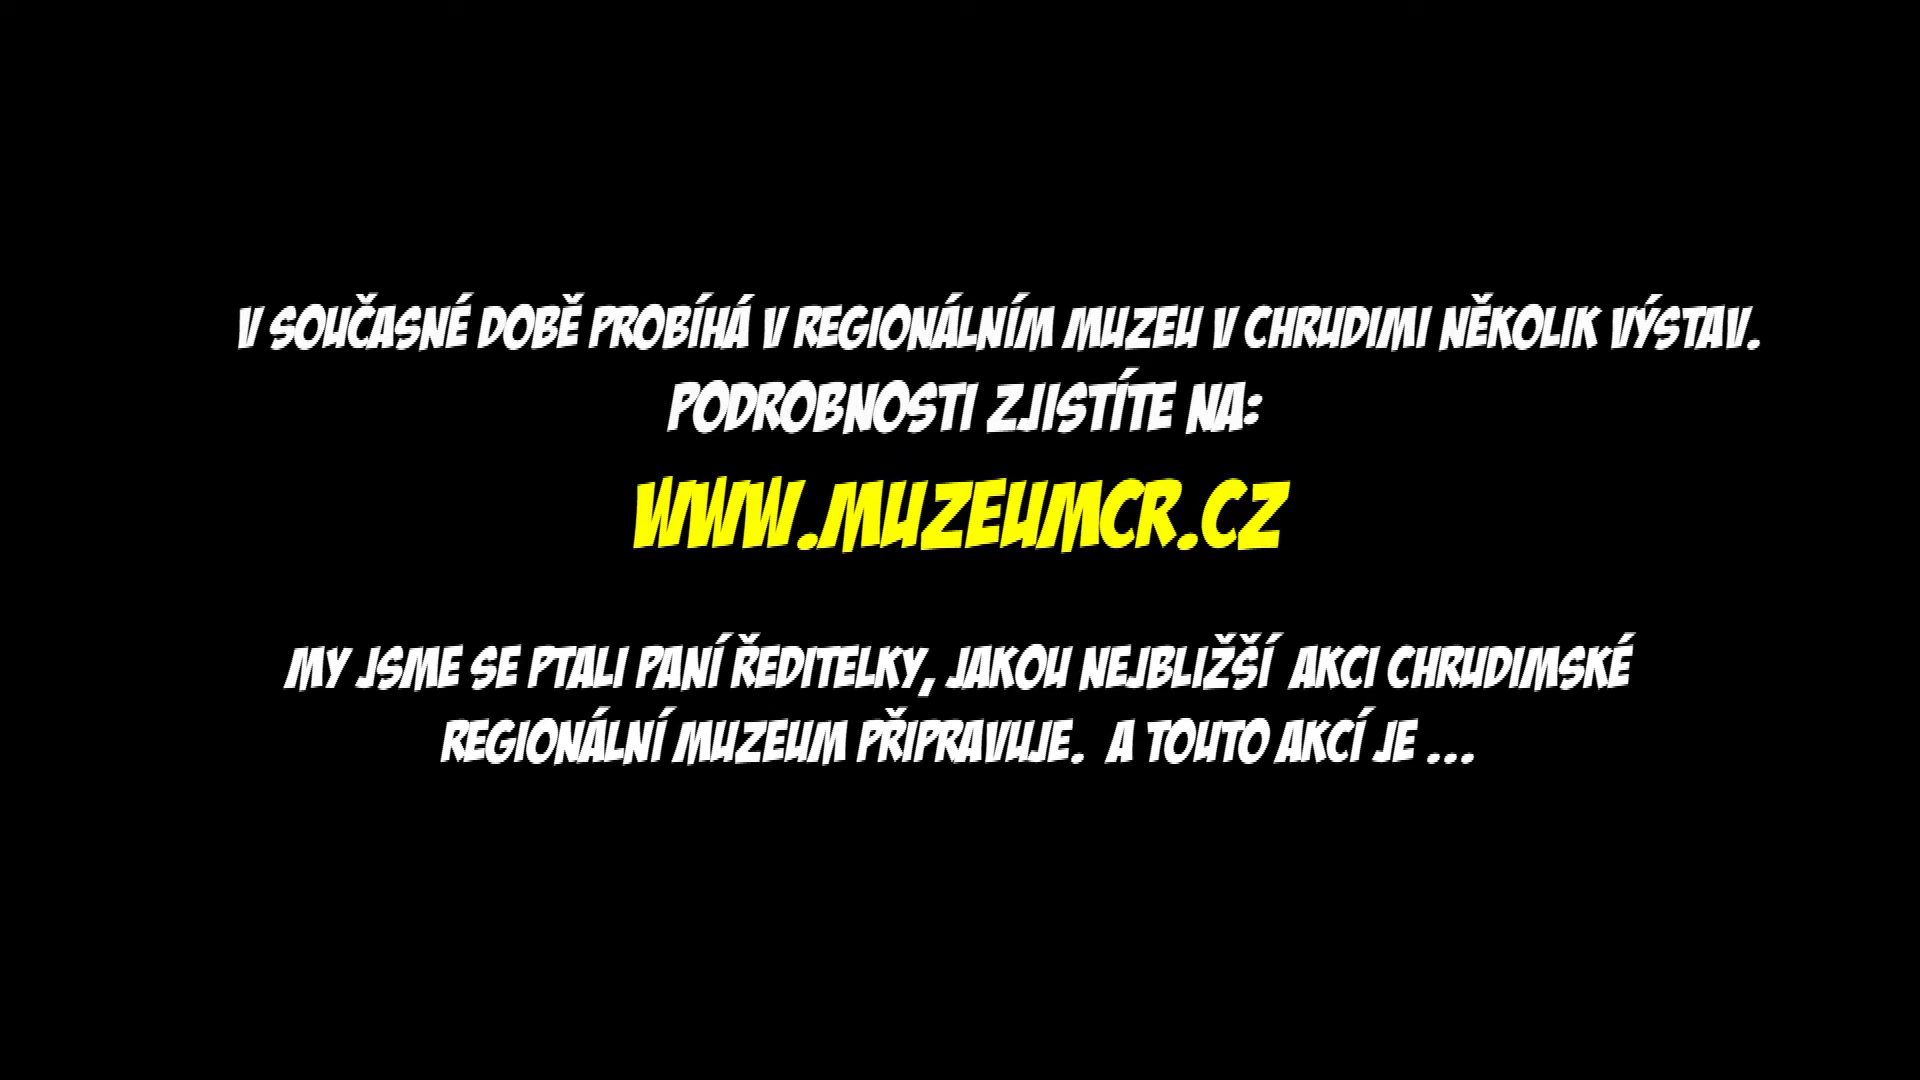 V SOUČASNÉ DOBĚ PROBÍHÁ V REGIONÁLNÍM MUZEU V CHRUDIMI NĚKOLIK VÝSTAV.
PODROBNOSTI ZJISTÍTE NA:
WWW.MUZEUMCR.CZ
MY JSME SE PTALI PANÍ ŘEDITELKY, JAKOU NEJBLIŽŠÍ AKCI CHRUDIMSKÉ
REGIONÁLNÍ MUZEUM PŘIPRAVUJE. A TOUTO AKCÍ JE ...